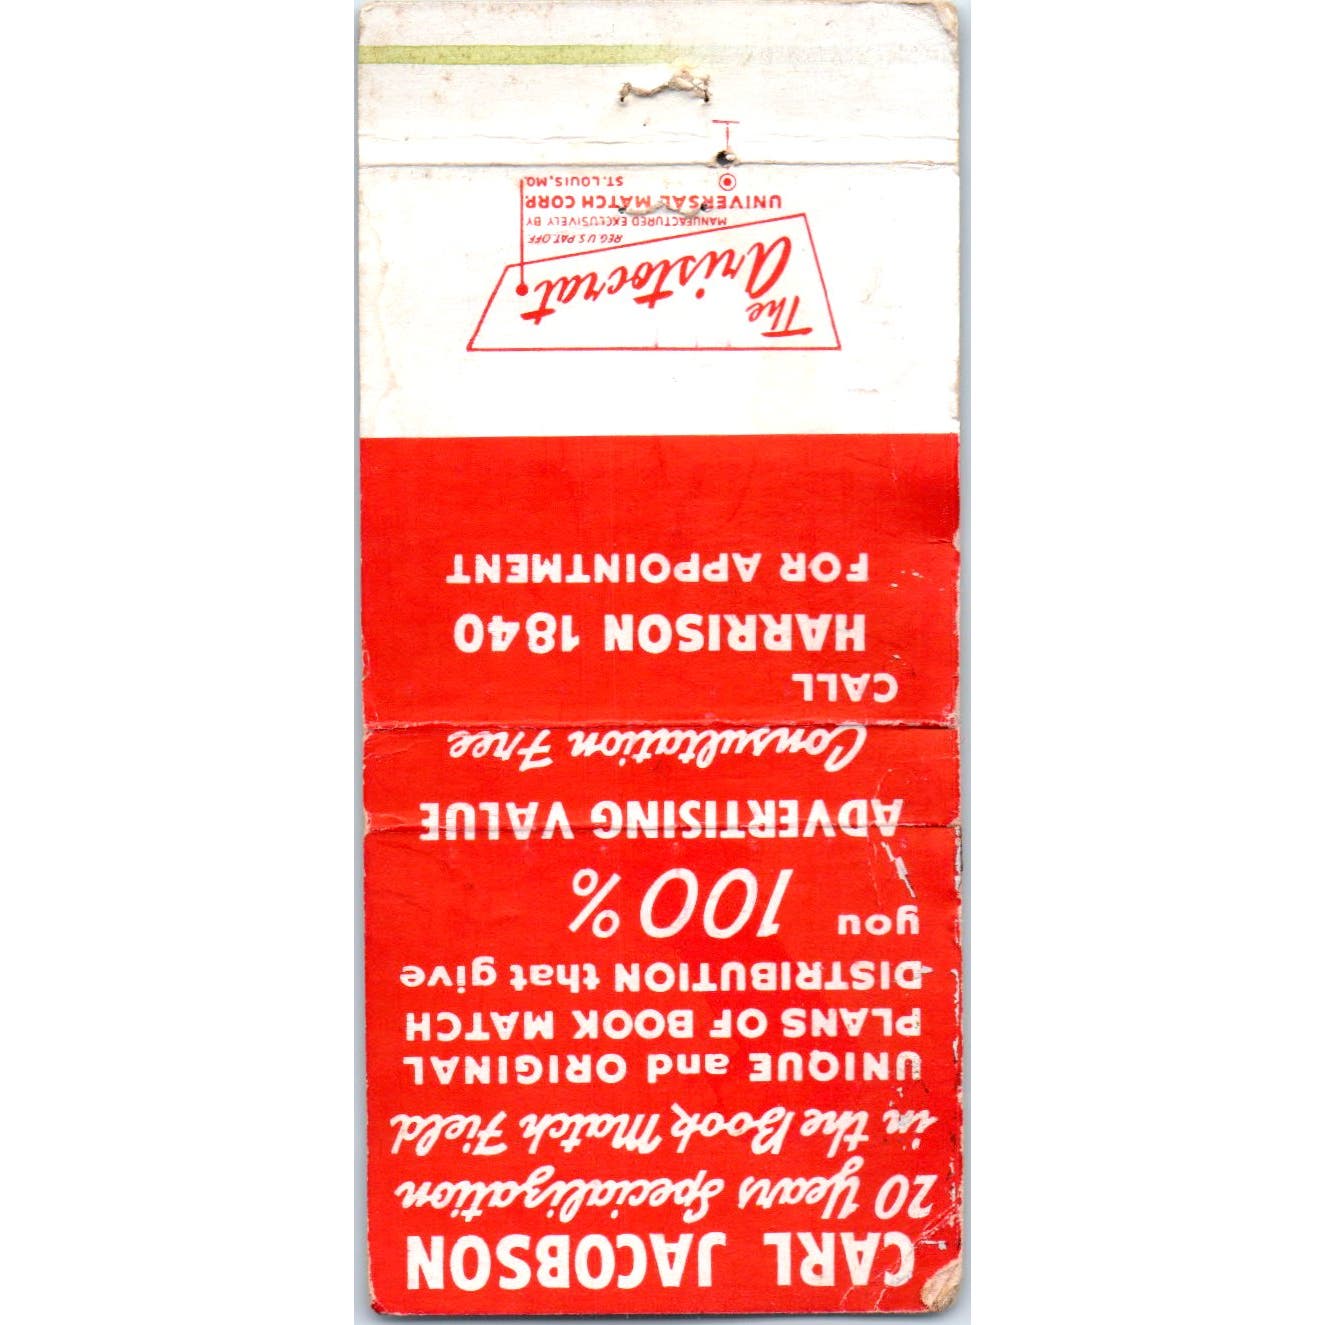 CARL JACOBSON
20 Years Specialization
in the Book Match Field
UNIQUE and ORIGINAL
PLANS OF BOOK MATCH
DISTRIBUTION that give
you 100%
ADVERTISING VALUE
Consultation Free
CALL
HARRISON 1840
FOR APPOINTMENT
The
Aristocrat
REG. U.S. PAT. OFF.
MANUFACTURED EXCLUSIVELY BY
UNIVERSAL MATCH CORP.
ST. LOUIS, MO.